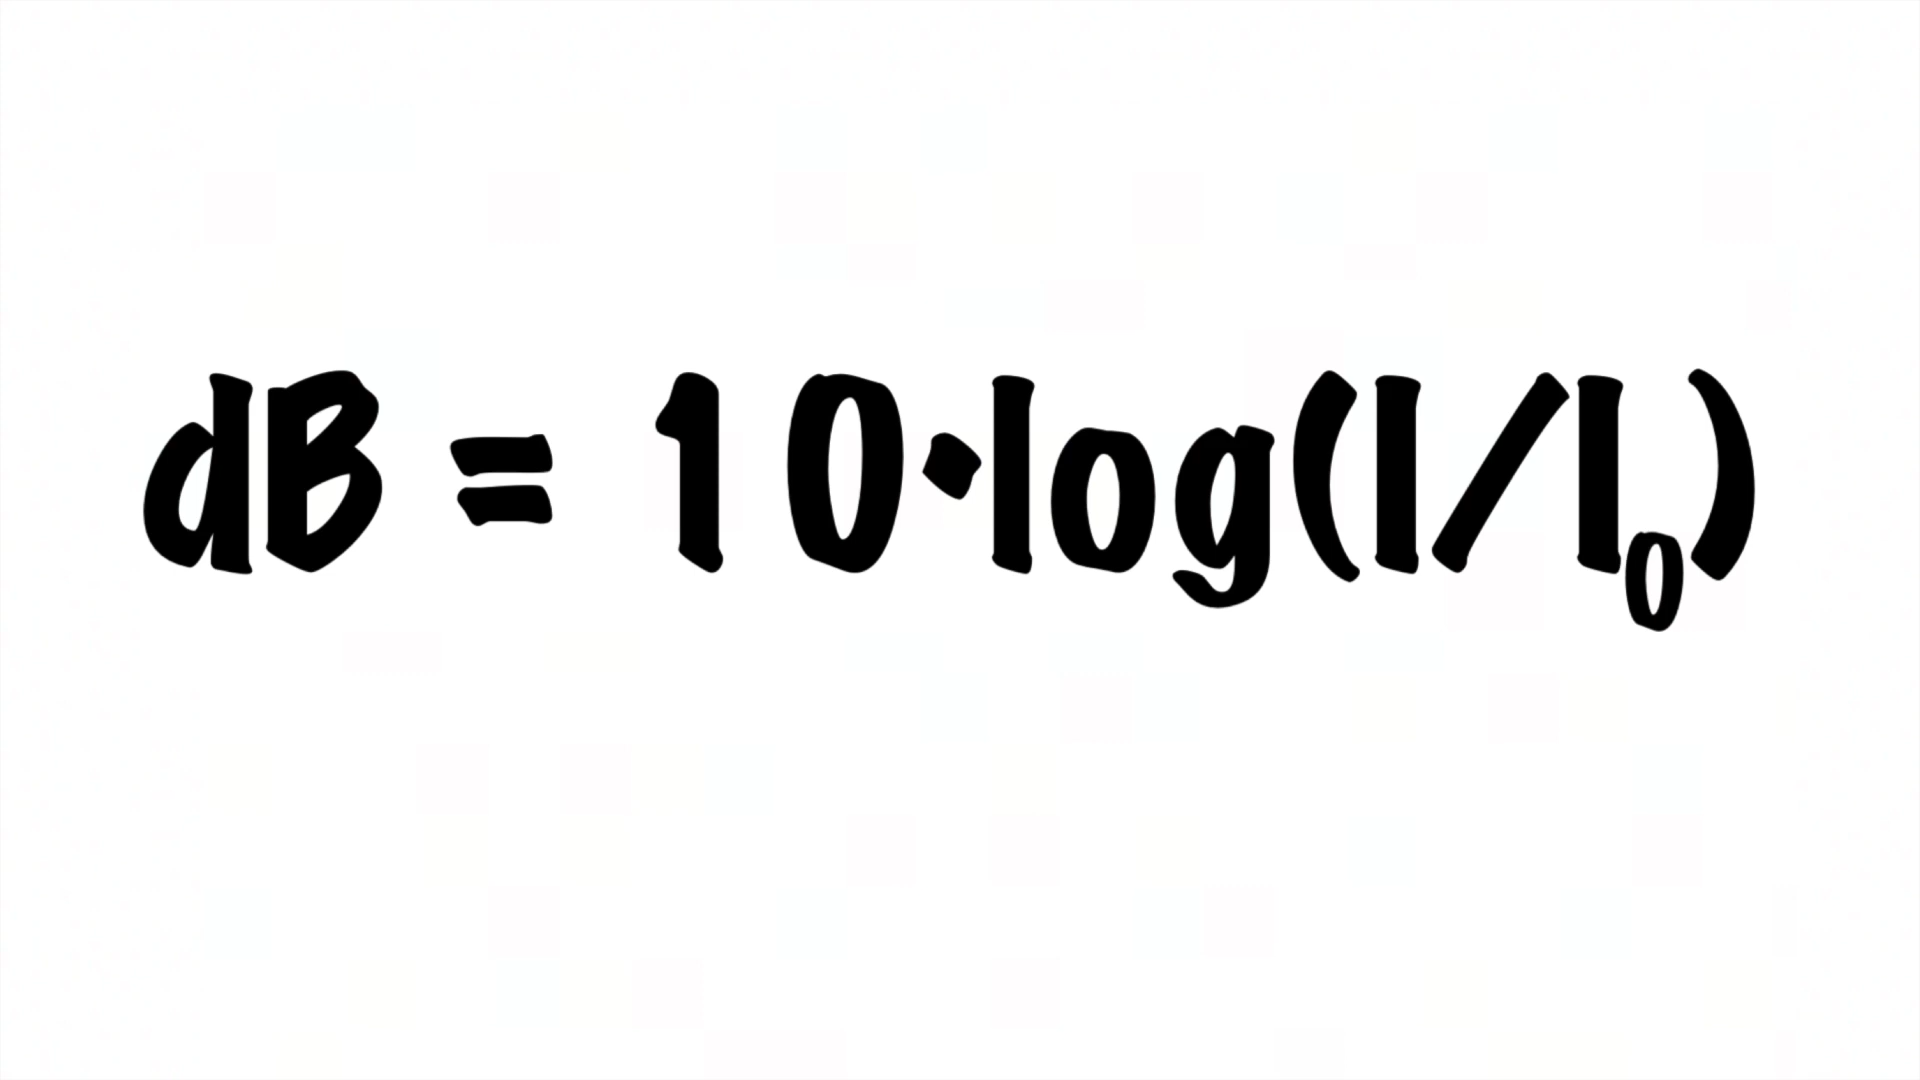 dB = 10·log(I/I₀)